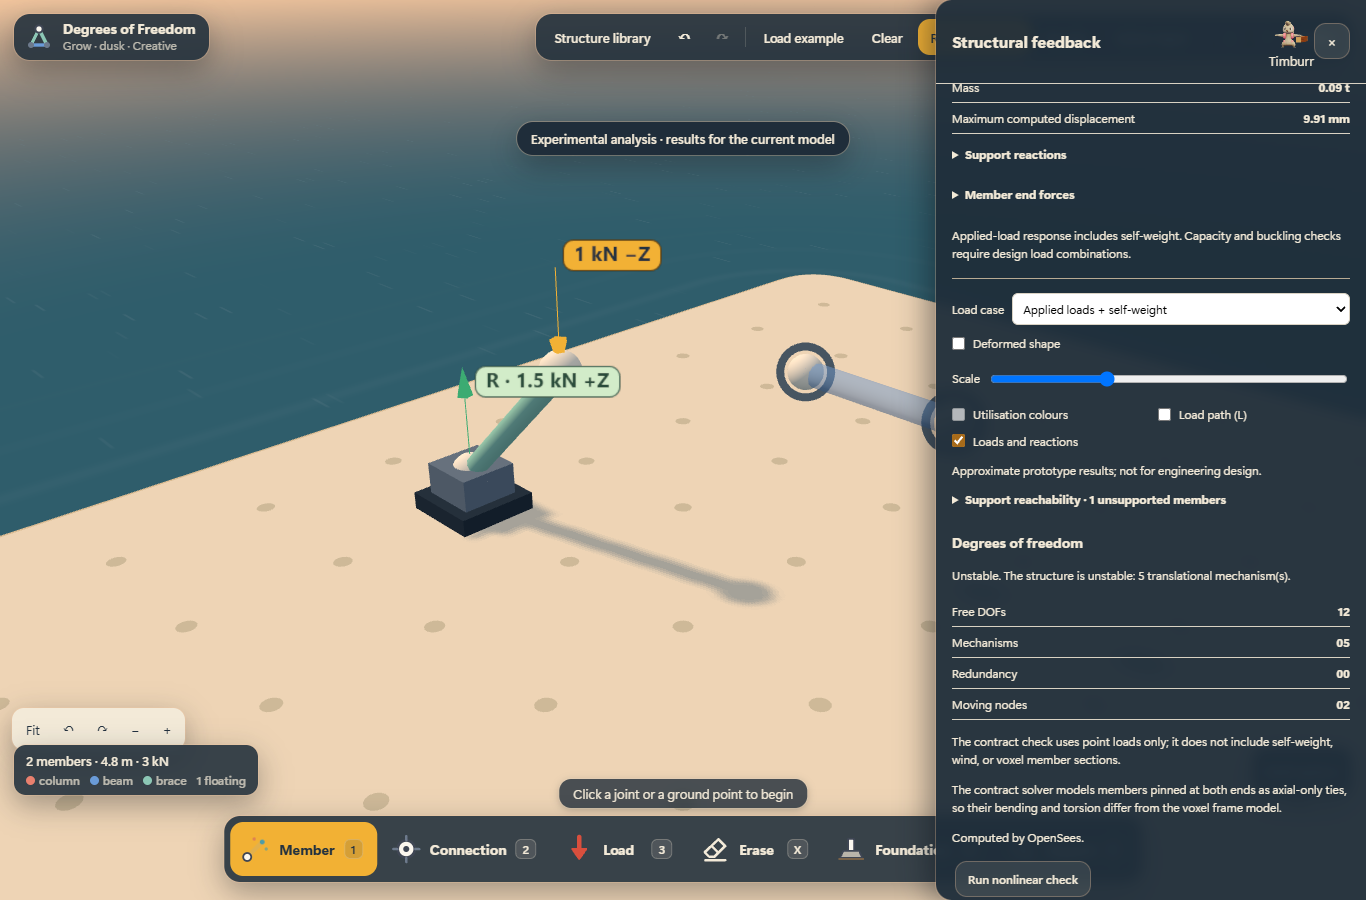 Degrees of Freedom
Grow · dusk · Creative
Structure library
Load example
Clear
Structural feedback
Timburr
×
Mass 0.09 t
Maximum computed displacement 9.91 mm
Experimental analysis · results for the current model
▶ Support reactions
▶ Member end forces
Applied-load response includes self-weight. Capacity and buckling checks
require design load combinations.
1 kN −Z
R · 1.5 kN +Z
Load case Applied loads + self-weight
Deformed shape
Scale
Utilisation colours Load path (L)
Loads and reactions
Approximate prototype results; not for engineering design.
▶ Support reachability · 1 unsupported members
Degrees of freedom
Unstable. The structure is unstable: 5 translational mechanism(s).
Free DOFs 12
Mechanisms 05
Redundancy 00
Moving nodes 02
The contract check uses point loads only; it does not include self-weight,
wind, or voxel member sections.
The contract solver models members pinned at both ends as axial-only ties,
so their bending and torsion differ from the voxel frame model.
Computed by OpenSees.
Run nonlinear check
Fit − +
2 members · 4.8 m · 3 kN
column beam brace 1 floating
Click a joint or a ground point to begin
Member 1
Connection 2
Load 3
Erase X